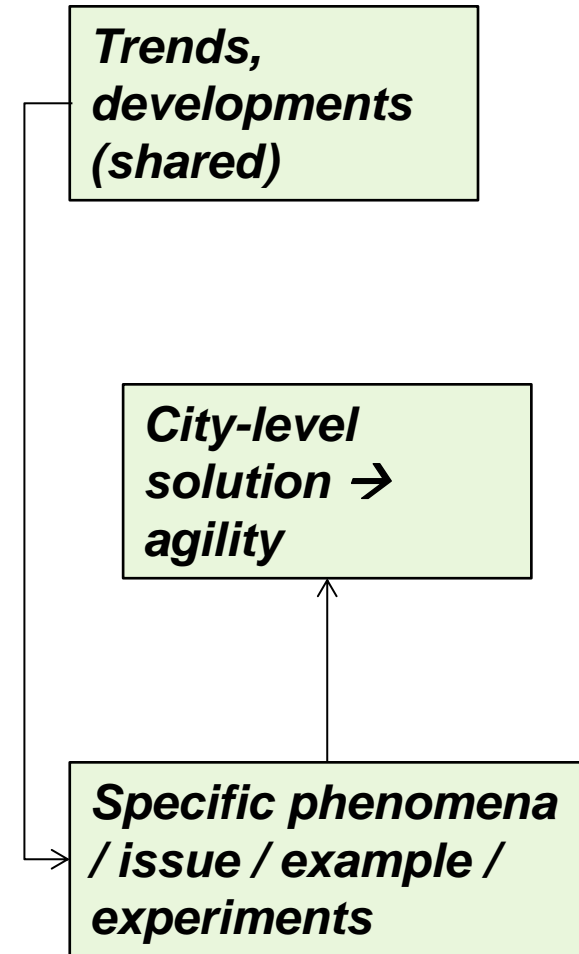 Trends,
developments
(shared)
City-level
solution →
agility
Specific phenomena
/ issue / example /
experiments